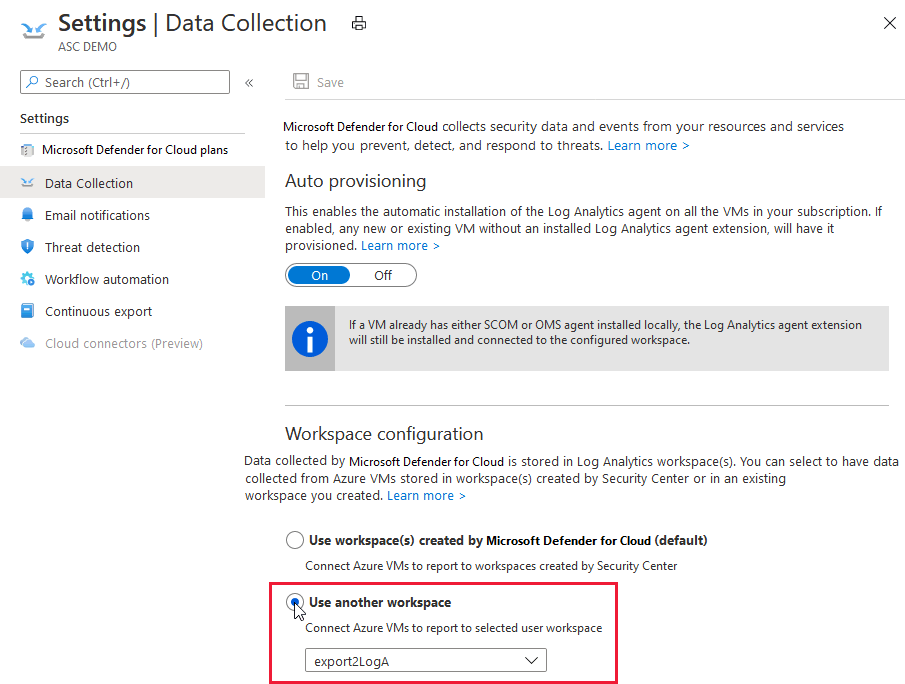 Settings | Data Collection
ASC DEMO
Search (Ctrl+/)
«
Settings
Microsoft Defender for Cloud plans
Data Collection
Email notifications
Threat detection
Workflow automation
Continuous export
Cloud connectors (Preview)
Save
Microsoft Defender for Cloud collects security data and events from your resources and services
to help you prevent, detect, and respond to threats. Learn more >
Auto provisioning
This enables the automatic installation of the Log Analytics agent on all the VMs in your subscription. If
enabled, any new or existing VM without an installed Log Analytics agent extension, will have it
provisioned. Learn more >
On Off
If a VM already has either SCOM or OMS agent installed locally, the Log Analytics agent extension
will still be installed and connected to the configured workspace.
Workspace configuration
Data collected by Microsoft Defender for Cloud is stored in Log Analytics workspace(s). You can select to have data
collected from Azure VMs stored in workspace(s) created by Security Center or in an existing
workspace you created. Learn more >
Use workspace(s) created by Microsoft Defender for Cloud (default)
Connect Azure VMs to report to workspaces created by Security Center
Use another workspace
Connect Azure VMs to report to selected user workspace
export2LogA